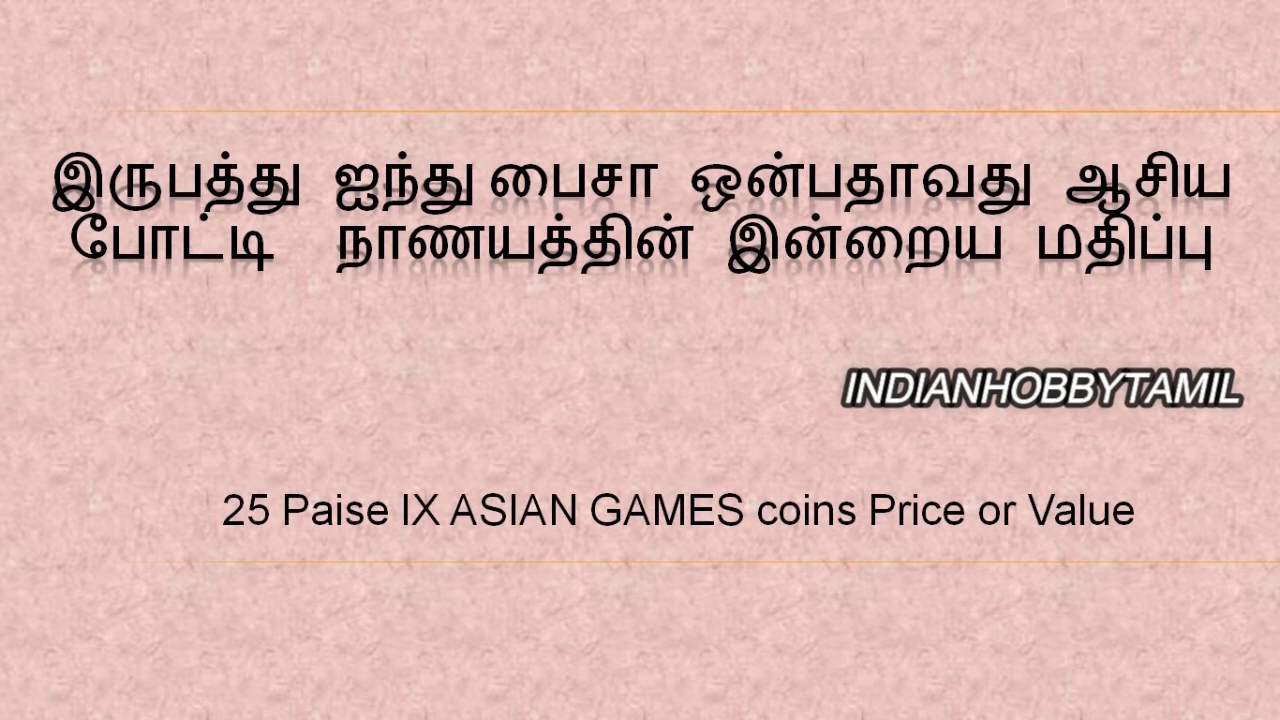 இருபத்து ஐந்து பைசா ஒன்பதாவது ஆசிய
போட்டி நாணயத்தின் இன்றைய மதிப்பு
INDIANHOBBYTAMIL
25 Paise IX ASIAN GAMES coins Price or Value